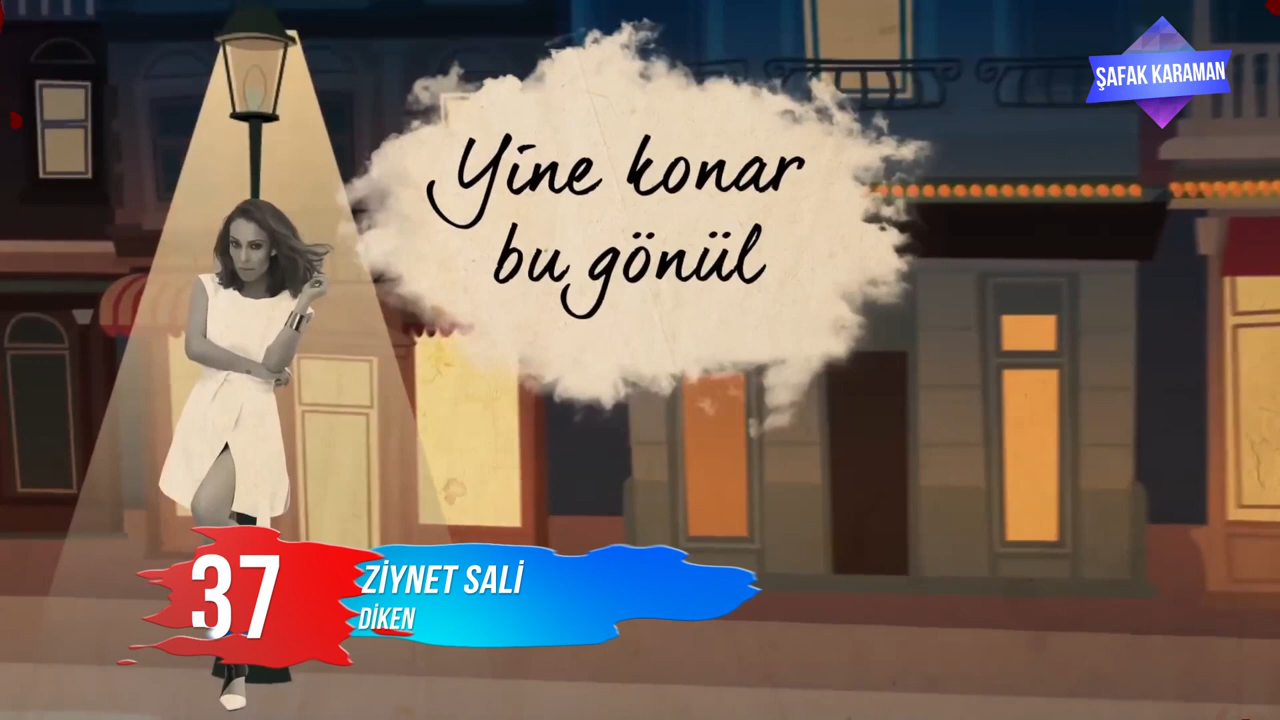 ŞAFAK KARAMAN
Yine konar
bu gönül
37
ZİYNET SALİ
DİKEN